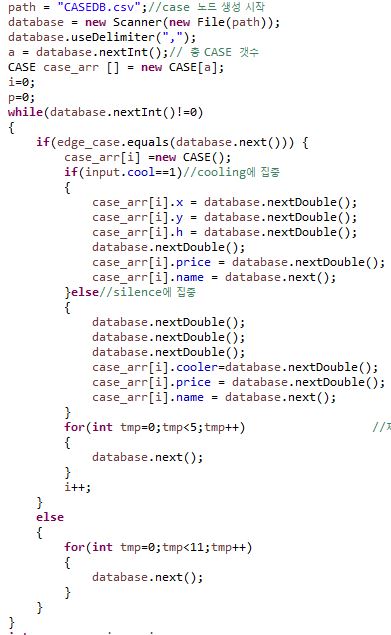 path = "CASEDB.csv";//case 노드 생성 시작
database = new Scanner(new File(path));
database.useDelimiter(",");
a = database.nextInt();// 총 CASE 갯수
CASE case_arr [] = new CASE[a];
i=0;
p=0;
while(database.nextInt()!=0)
{
if(edge_case.equals(database.next())) {
case_arr[i] =new CASE();
if(input.cool==1)//cooling에 집중
{
case_arr[i].x = database.nextDouble();
case_arr[i].y = database.nextDouble();
case_arr[i].h = database.nextDouble();
database.nextDouble();
case_arr[i].price = database.nextDouble();
case_arr[i].name = database.next();
}else//silence에 집중
{
database.nextDouble();
database.nextDouble();
database.nextDouble();
case_arr[i].cooler=database.nextDouble();
case_arr[i].price = database.nextDouble();
case_arr[i].name = database.next();
}
for(int tmp=0;tmp<5;tmp++) //
{
database.next();
}
i++;
}
else
{
for(int tmp=0;tmp<11;tmp++)
{
database.next();
}
}
}